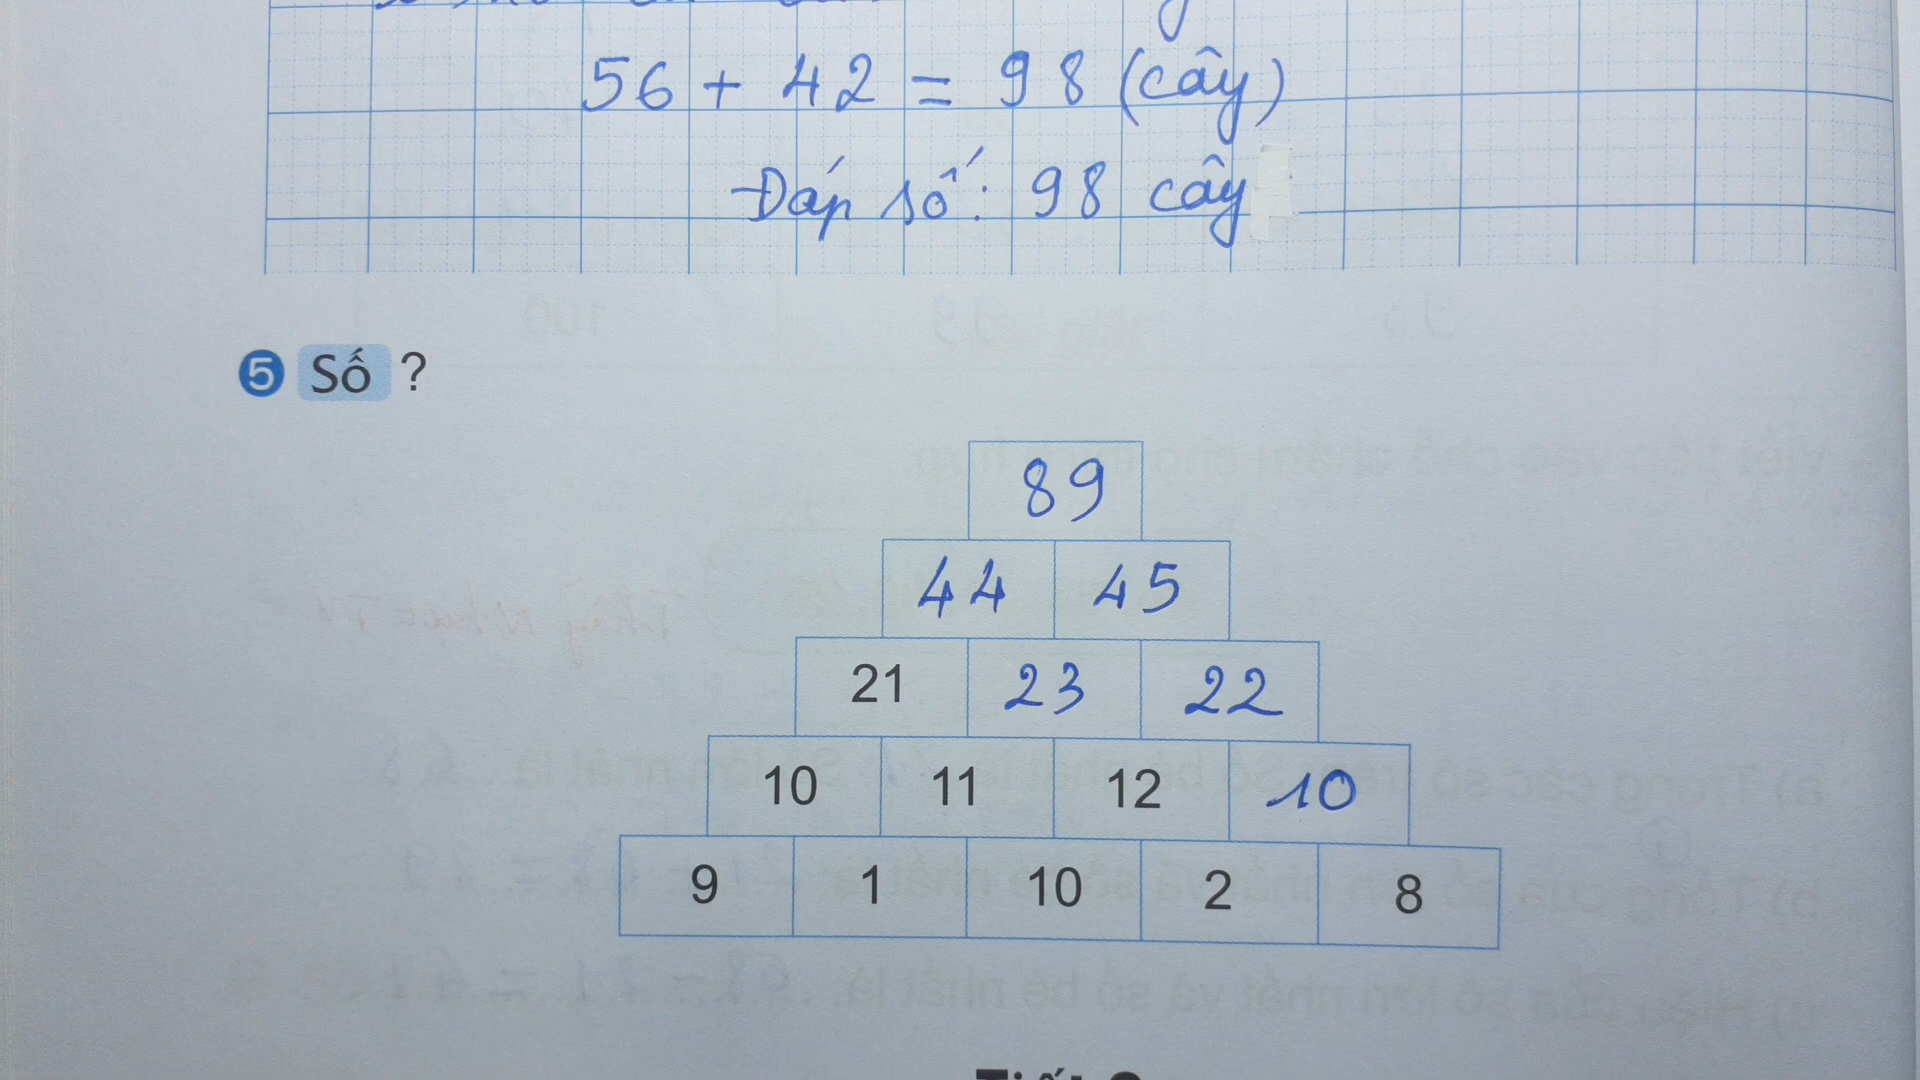 56 + 42 = 98 (cây)
Đáp số: 98 cây
5 Số ?
89
44 45
21 23 22
10 11 12 10
9 1 10 2 8